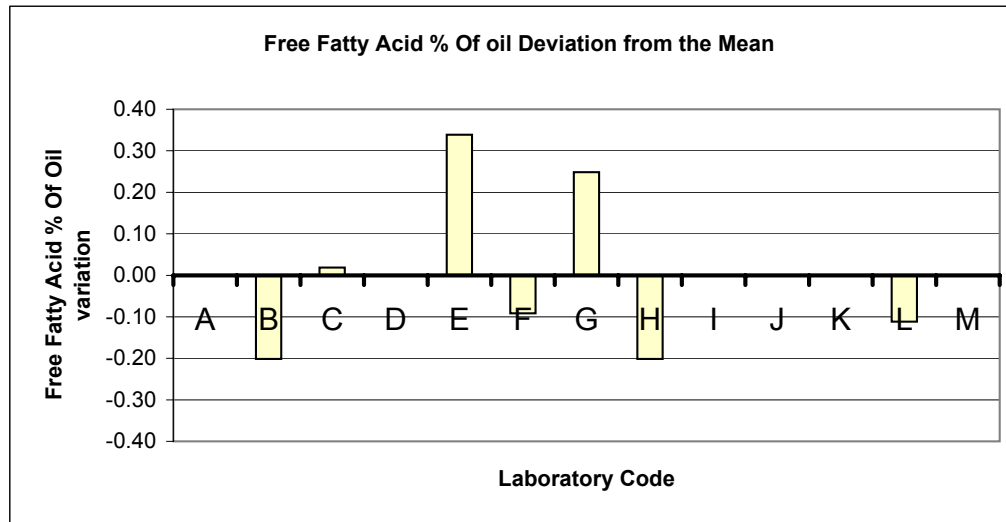 Free Fatty Acid % Of oil Deviation from the Mean
Free Fatty Acid % Of Oil
variation
0.40
0.30
0.20
0.10
0.00
-0.10
-0.20
-0.30
-0.40
A B C D E F G H I J K L M
Laboratory Code